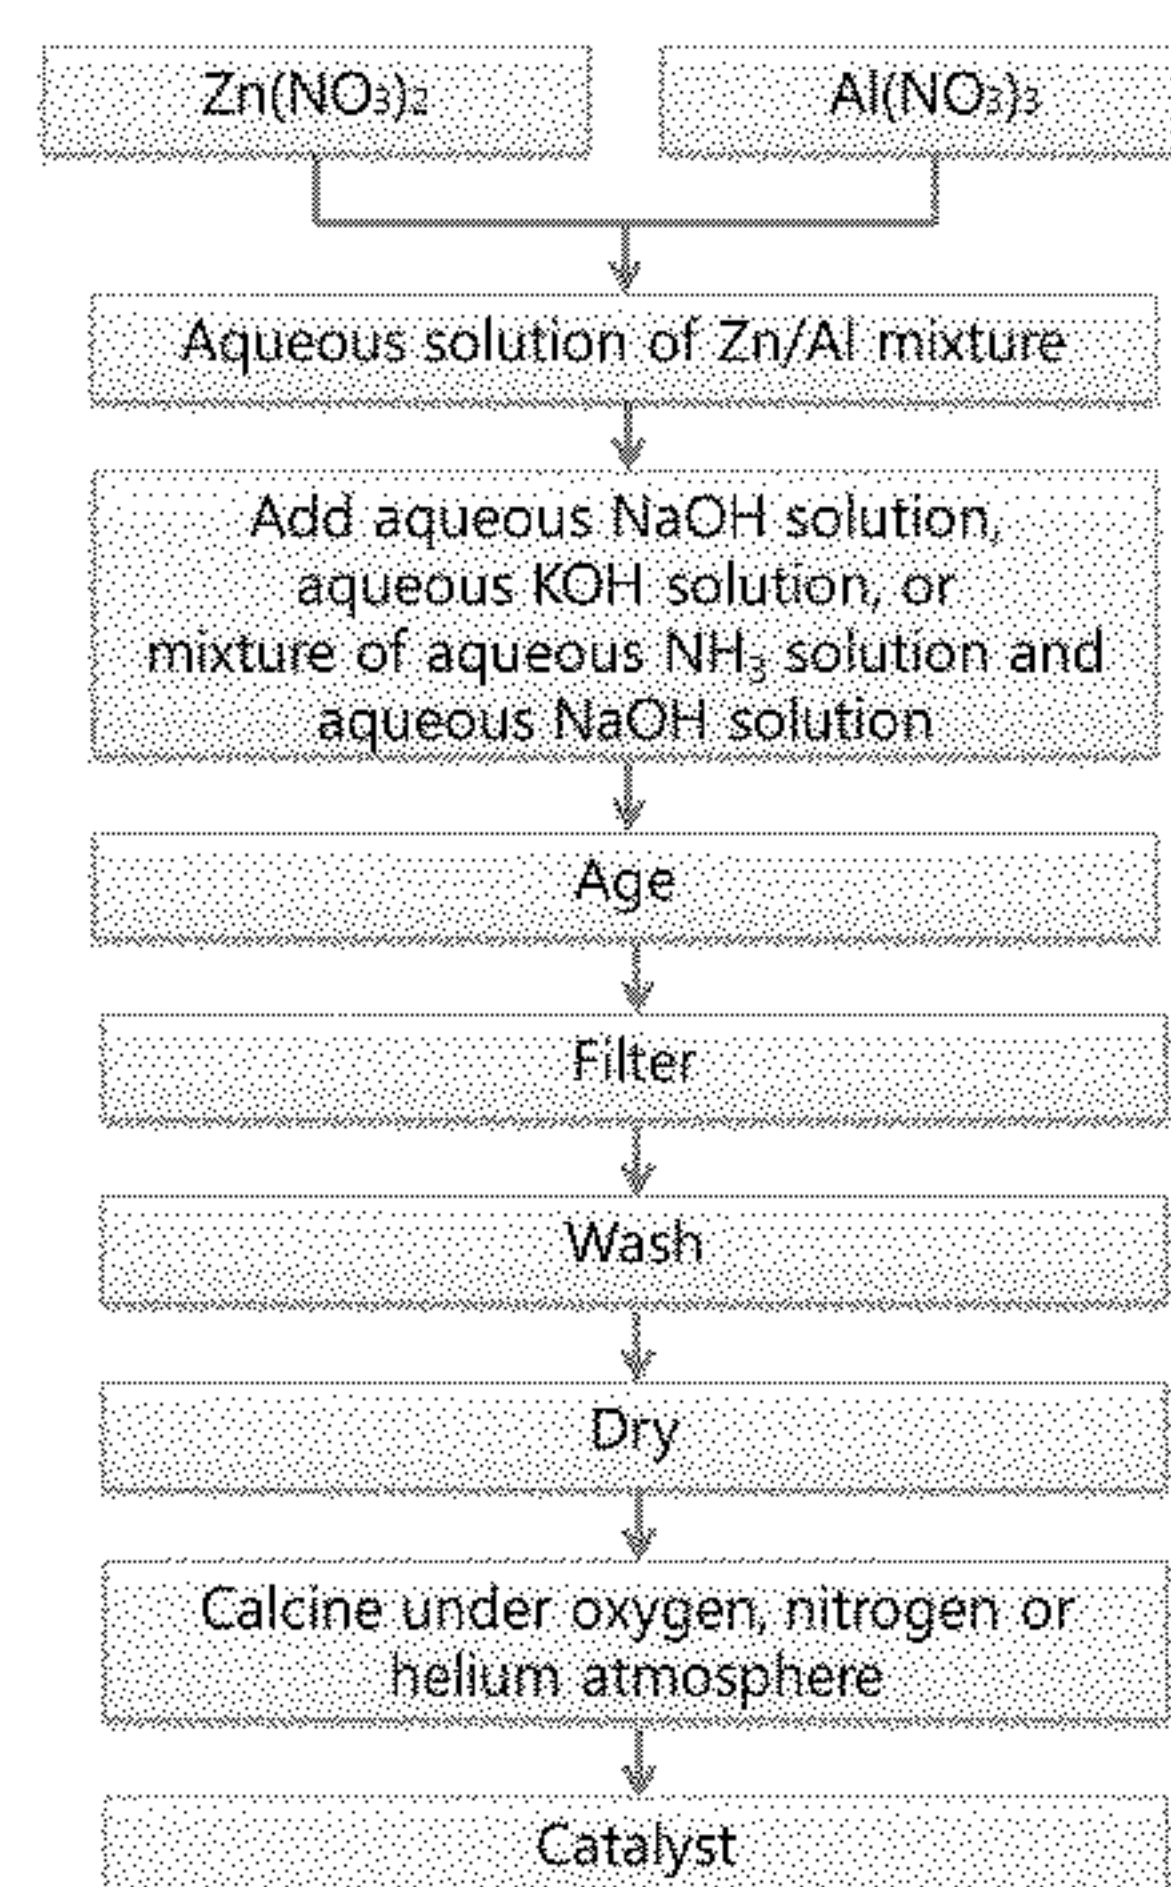 Zn(NO₃)₂
Al(NO₃)₃
Aqueous solution of Zn/Al mixture
Add aqueous NaOH solution,
aqueous KOH solution, or
mixture of aqueous NH₃ solution and
aqueous NaOH solution
Age
Filter
Wash
Dry
Calcine under oxygen, nitrogen or
helium atmosphere
Catalyst